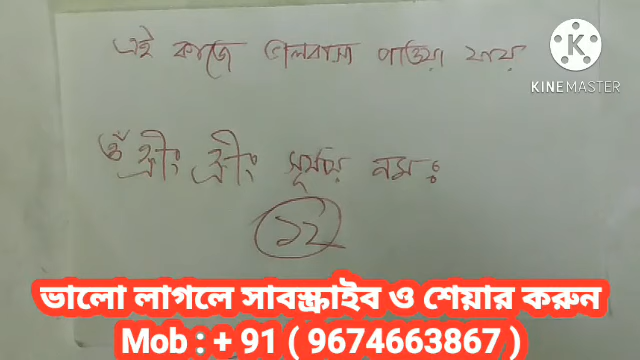 এই কাজে ভালবাসা পাওয়া যায়
KINEMASTER
ওঁ হ্রীং হ্রীং সূর্যায় নমঃ
১২
ভালো লাগলে সাবস্ক্রাইব ও শেয়ার করুন
Mob : + 91 ( 9674663867 )